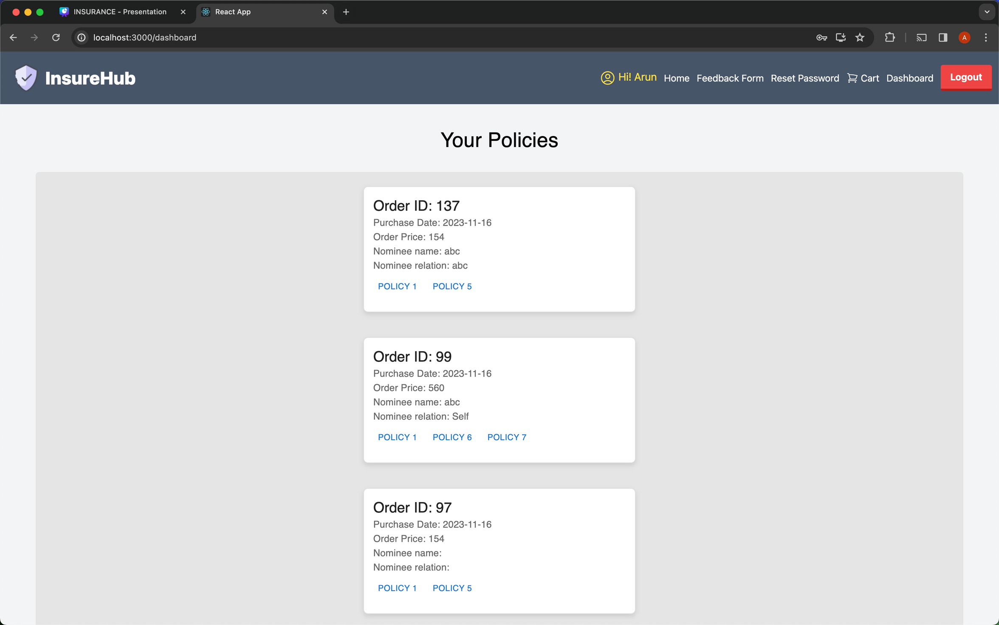 INSURANCE - Presentation
React App
localhost:3000/dashboard
A
InsureHub
Hi! Arun
Home
Feedback Form
Reset Password
Cart
Dashboard
Logout
Your Policies
Order ID: 137
Purchase Date: 2023-11-16
Order Price: 154
Nominee name: abc
Nominee relation: abc
POLICY 1 POLICY 5
Order ID: 99
Purchase Date: 2023-11-16
Order Price: 560
Nominee name: abc
Nominee relation: Self
POLICY 1 POLICY 6 POLICY 7
Order ID: 97
Purchase Date: 2023-11-16
Order Price: 154
Nominee name:
Nominee relation:
POLICY 1 POLICY 5